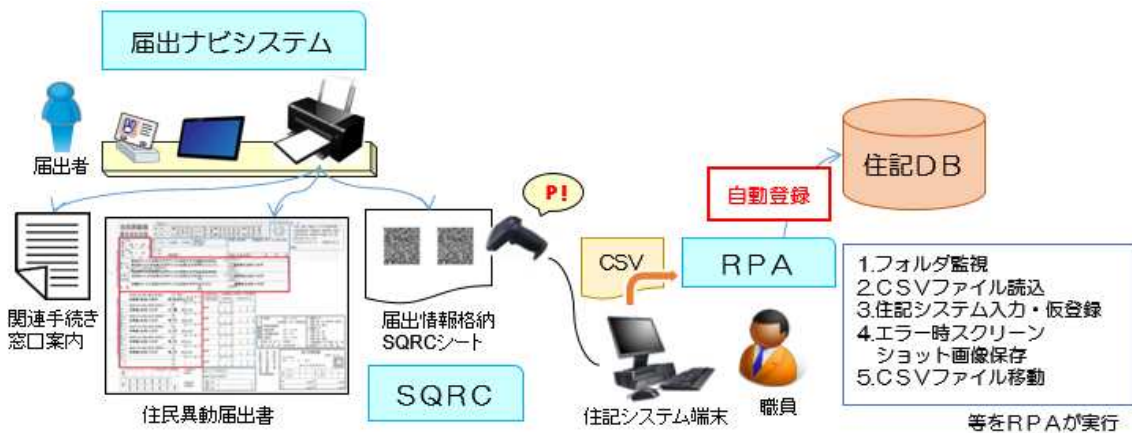 届出ナビシステム
届出者
住記DB
P!
自動登録
CSV
RPA
関連手続き
窓口案内
住民異動届出書
届出情報格納
SQRCシート
SQRC
住記システム端末
職員
1.フォルダ監視
2.CSVファイル読込
3.住記システム入力・仮登録
4.エラー時スクリーン
ショット画像保存
5.CSVファイル移動
等をRPAが実行